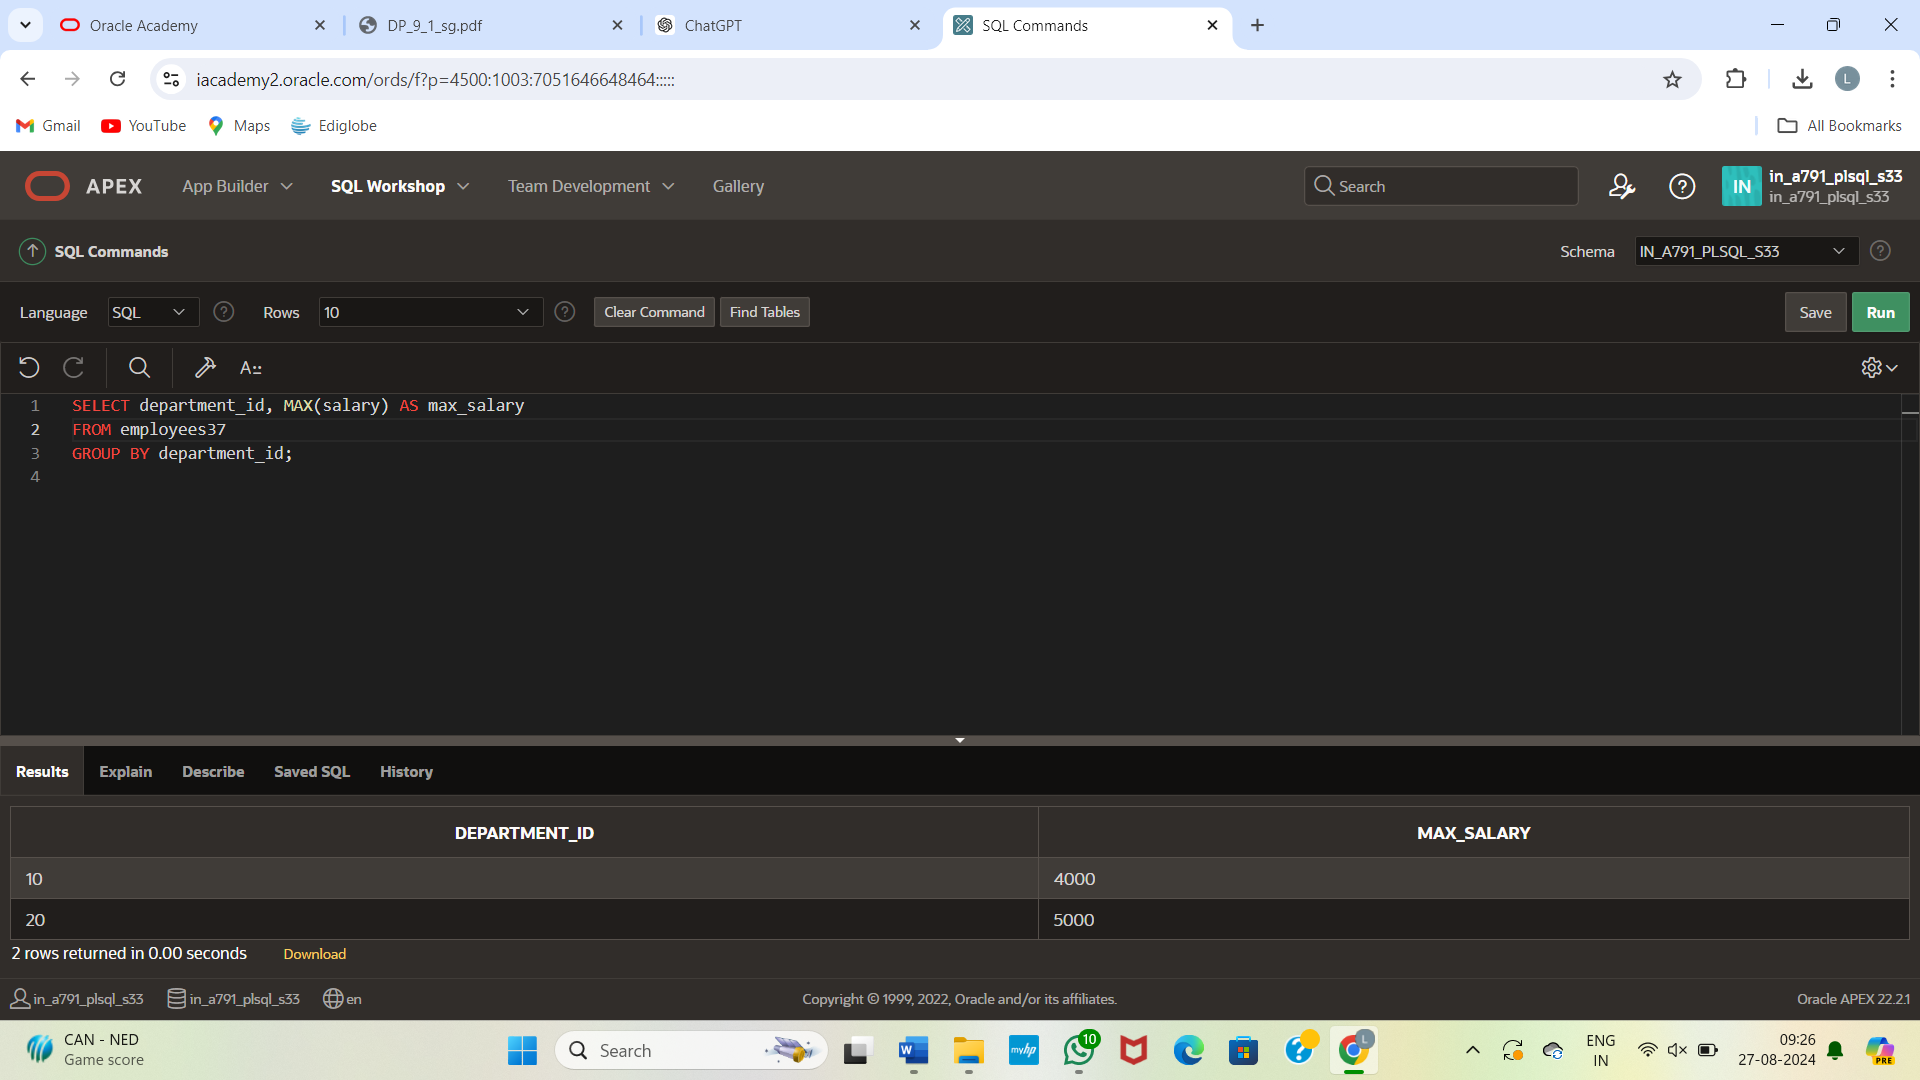 Oracle Academy
DP_9_1_sg.pdf
ChatGPT
SQL Commands
iacademy2.oracle.com/ords/f?p=4500:1003:7051646648464:::::
L
Gmail
YouTube
Maps
Ediglobe
All Bookmarks
APEX
App Builder
SQL Workshop
Team Development
Gallery
Search
IN
in_a791_plsql_s33
in_a791_plsql_s33
SQL Commands
Schema
IN_A791_PLSQL_S33
Language
SQL
Rows
10
Clear Command
Find Tables
Save
Run
A::
1 SELECT department_id, MAX(salary) AS max_salary
2 FROM employees37
3 GROUP BY department_id;
4
Results
Explain
Describe
Saved SQL
History
DEPARTMENT_ID MAX_SALARY
10 4000
20 5000
2 rows returned in 0.00 seconds
Download
in_a791_plsql_s33
in_a791_plsql_s33
en
Copyright © 1999, 2022, Oracle and/or its affiliates.
Oracle APEX 22.2.1
CAN - NED
Game score
Search
W
myhp
10
L
ENG
IN
09:26
27-08-2024
PRE